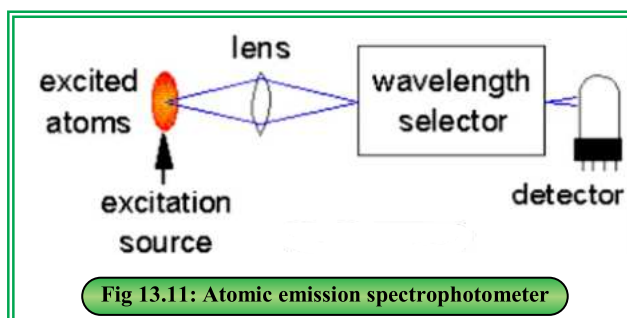 lens
excited
atoms
wavelength
selector
detector
excitation
source
Fig 13.11: Atomic emission spectrophotometer